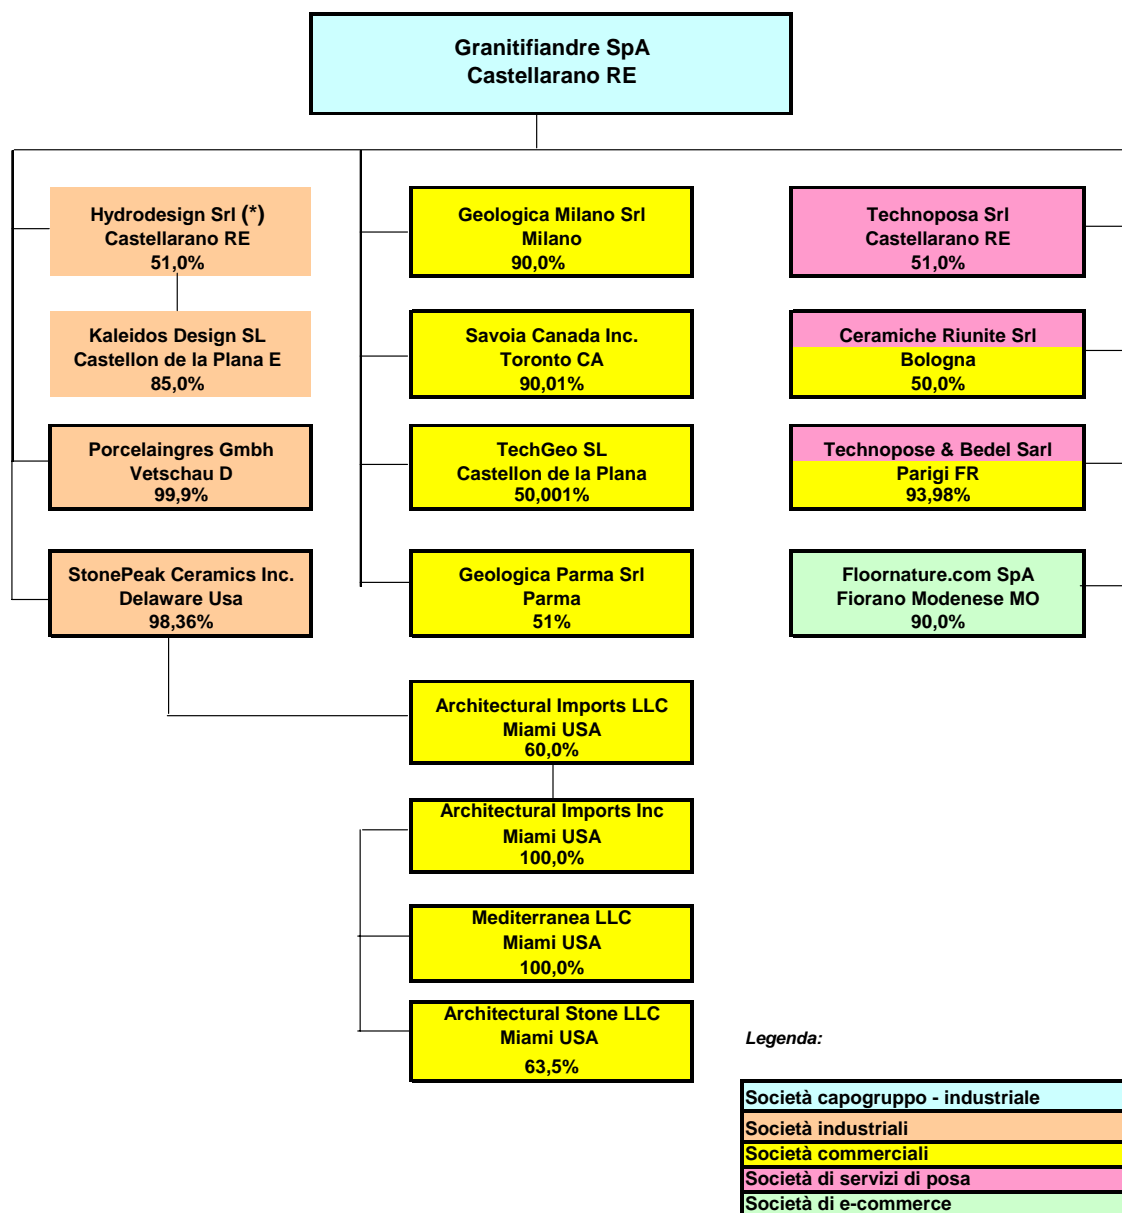 Granitifiandre SpA
Castellarano RE
Hydrodesign Srl (*)
Castellarano RE
51,0%
Geologica Milano Srl
Milano
90,0%
Technoposa Srl
Castellarano RE
51,0%
Kaleidos Design SL
Castellon de la Plana E
85,0%
Savoia Canada Inc.
Toronto CA
90,01%
Ceramiche Riunite Srl
Bologna
50,0%
Porcelaingres Gmbh
Vetschau D
99,9%
TechGeo SL
Castellon de la Plana
50,001%
Technopose & Bedel Sarl
Parigi FR
93,98%
StonePeak Ceramics Inc.
Delaware Usa
98,36%
Geologica Parma Srl
Parma
51%
Floornature.com SpA
Fiorano Modenese MO
90,0%
Architectural Imports LLC
Miami USA
60,0%
Architectural Imports Inc
Miami USA
100,0%
Mediterranea LLC
Miami USA
100,0%
Architectural Stone LLC
Miami USA
63,5%
Legenda:
Società capogruppo - industriale
Società industriali
Società commerciali
Società di servizi di posa
Società di e-commerce